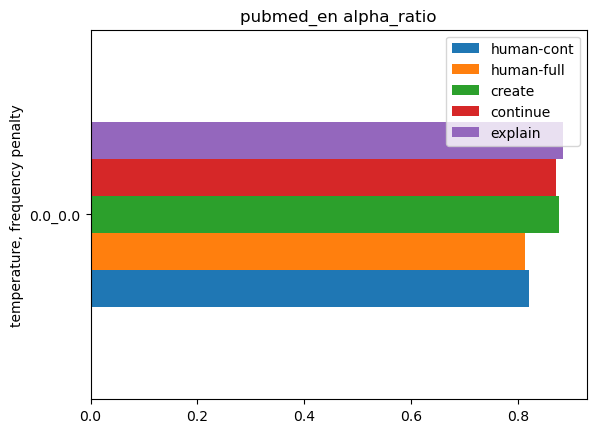 pubmed_en alpha_ratio
human-cont
human-full
create
continue
explain
temperature, frequency penalty
0.0_0.0
0.0
0.2
0.4
0.6
0.8